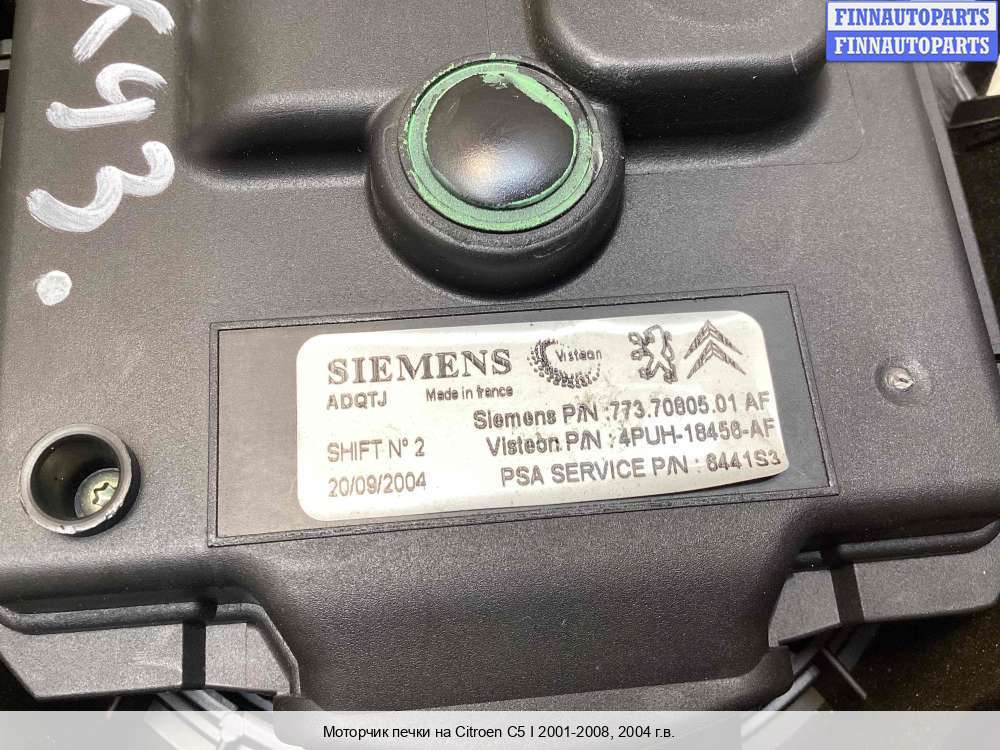 FINNAUTOPARTS
FINNAUTOPARTS
K93
SIEMENS
Visteon
ADQTJ Made in france
Siemens P/N :773.70805.01 AF
SHIFT N° 2 Visteon P/N : 4PUH-18456-AF
20/09/2004 PSA SERVICE P/N : 6441S3
Моторчик печки на Citroen C5 I 2001-2008, 2004 г.в.